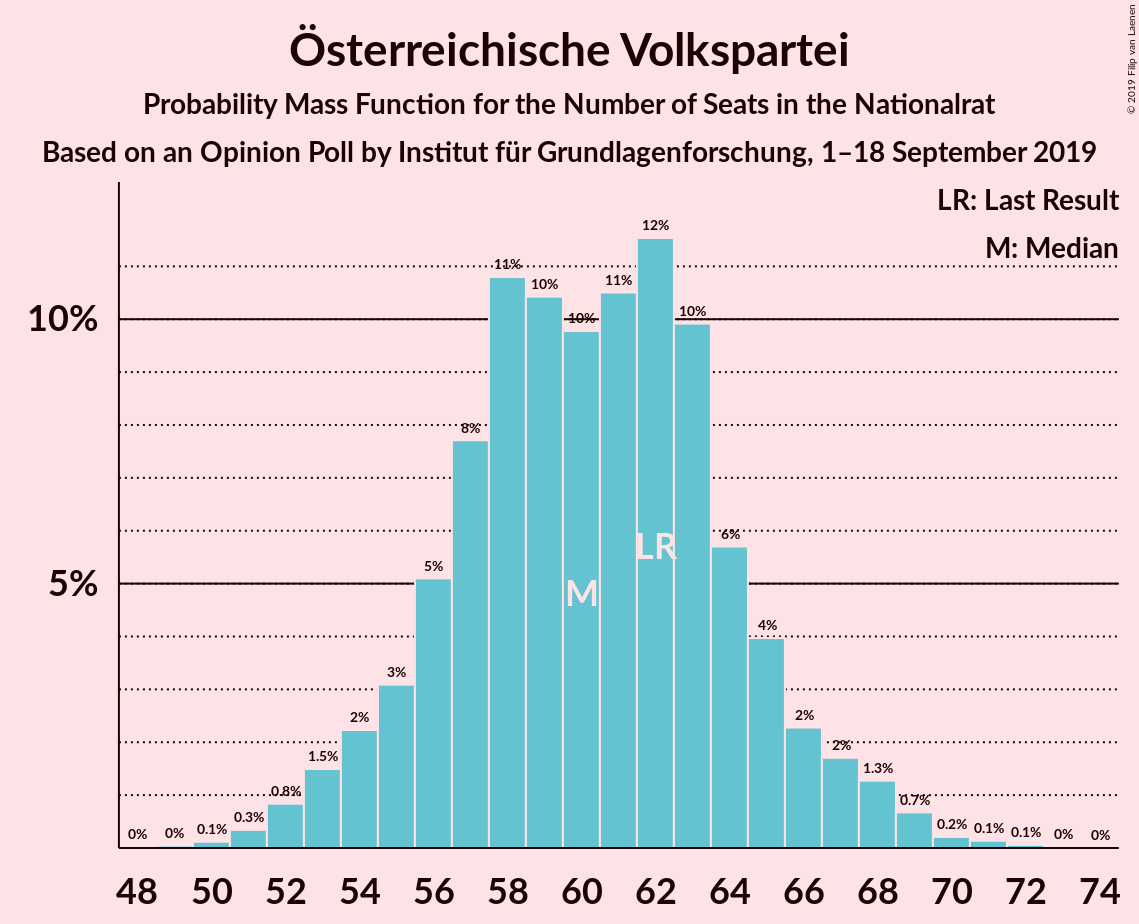 Österreichische Volkspartei
Probability Mass Function for the Number of Seats in the Nationalrat
Based on an Opinion Poll by Institut für Grundlagenforschung, 1–18 September 2019
© 2019 Filip van Laenen
LR: Last Result
M: Median
10%
5%
0% 0% 0.1% 0.3% 0.8% 1.5% 2% 3% 5% 8% 11% 10% 10% 11% 12% 10% 6% 4% 2% 2% 1.3% 0.7% 0.2% 0.1% 0.1% 0% 0%
M LR
48 50 52 54 56 58 60 62 64 66 68 70 72 74